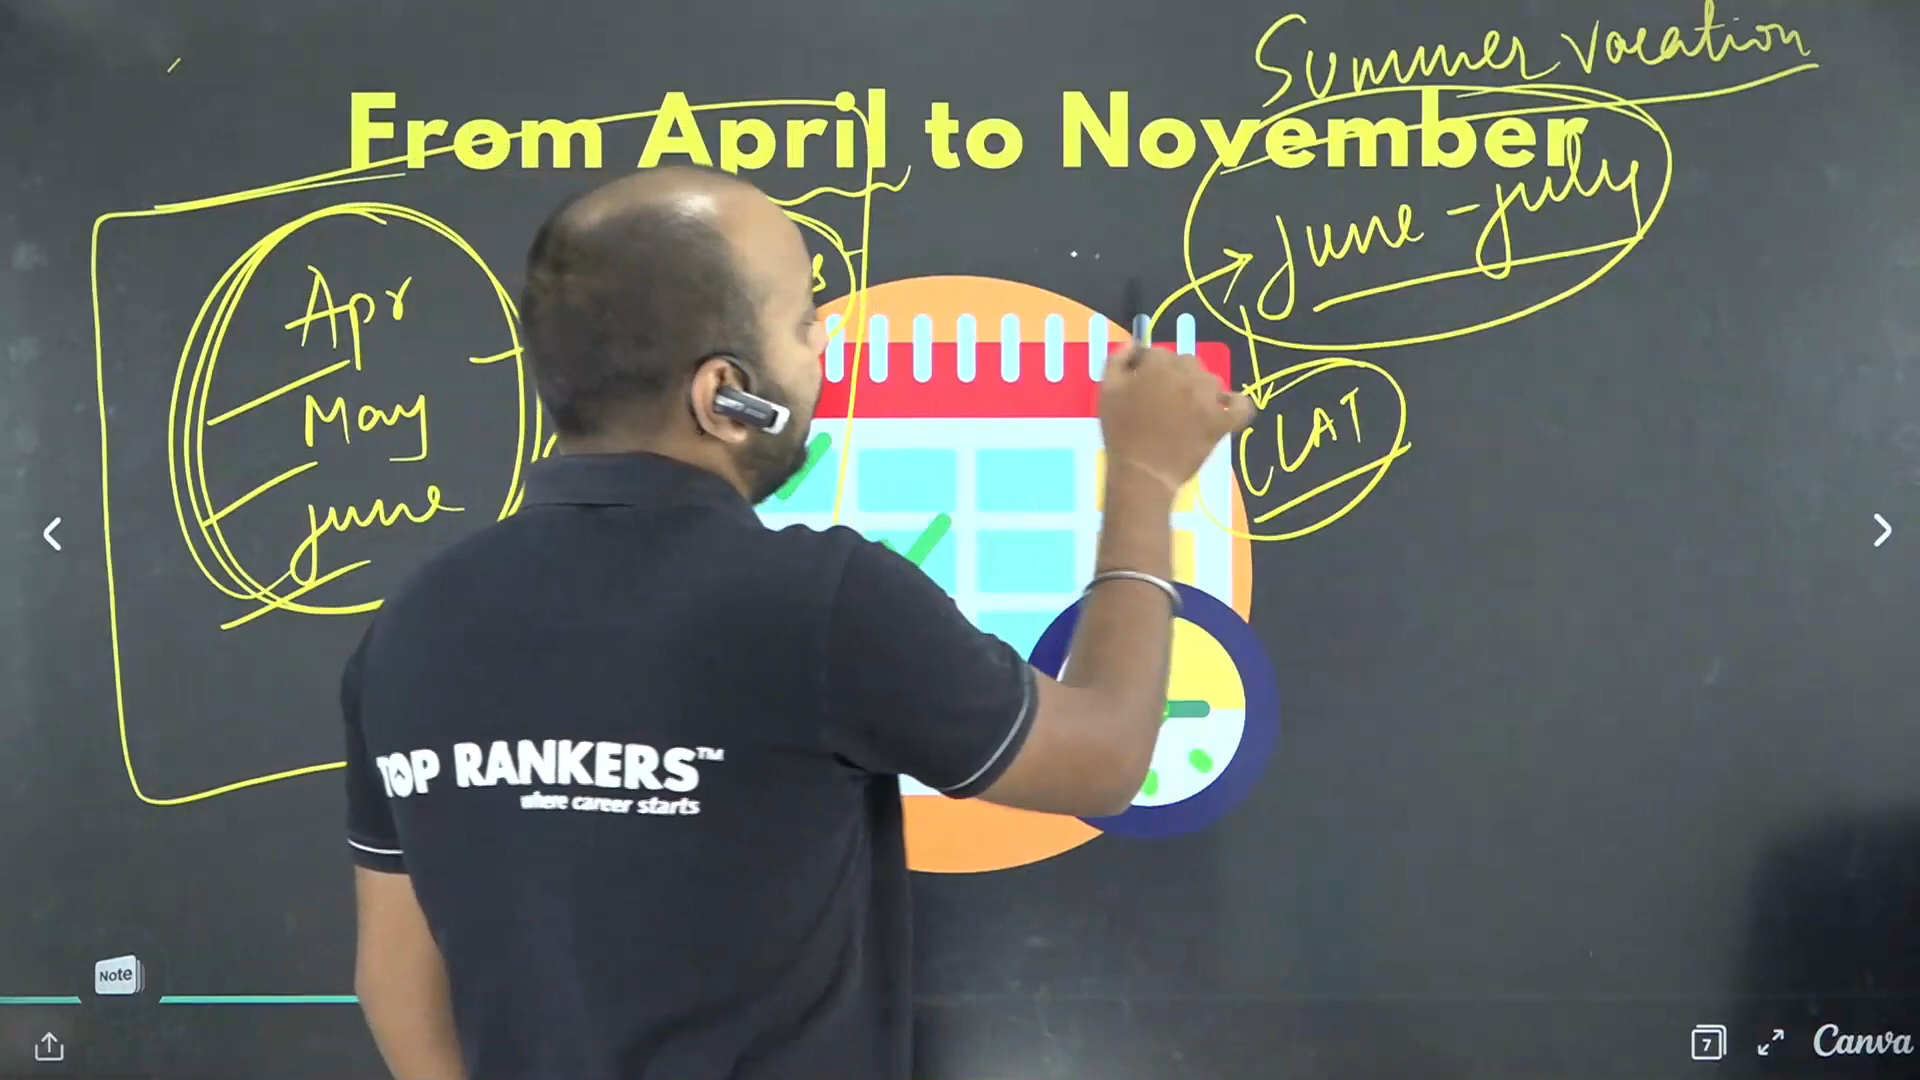 Summer vacation
From April to November
June - July
Apr
May
June
CLAT
TOP RANKERS™
where career starts
Note
7
Canva